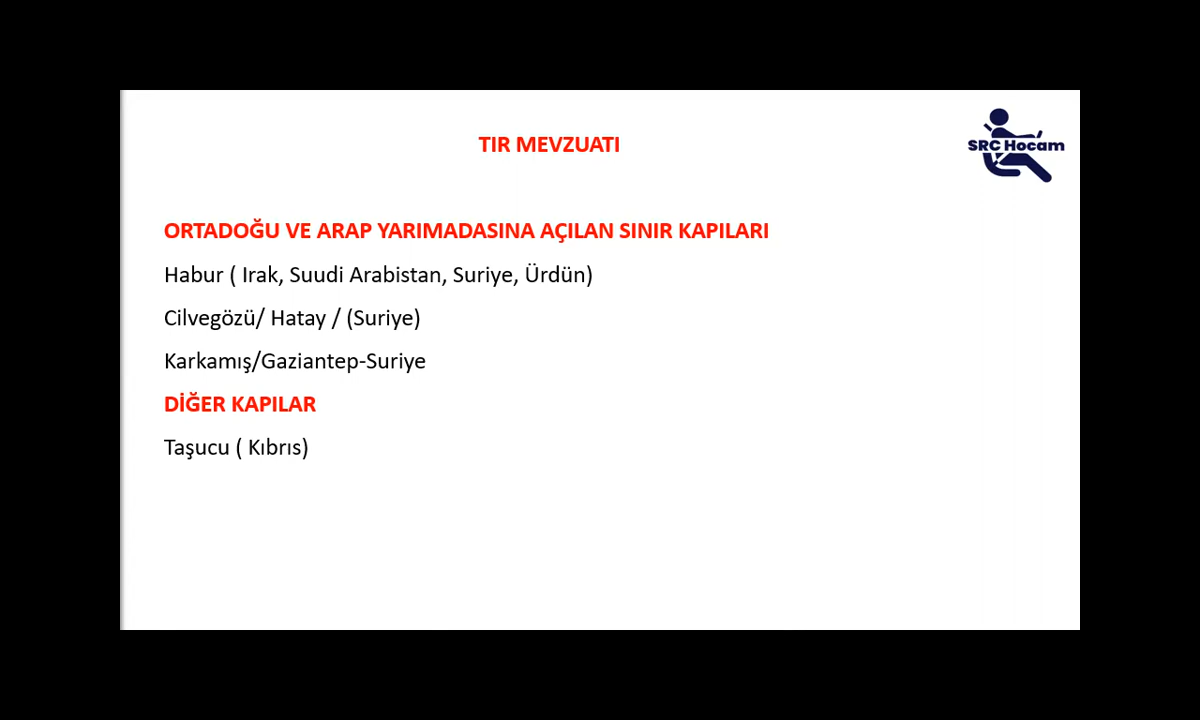 TIR MEVZUATI
SRC Hocam
ORTADOĞU VE ARAP YARIMADASINA AÇILAN SINIR KAPILARI
Habur ( Irak, Suudi Arabistan, Suriye, Ürdün)
Cilvegözü/ Hatay / (Suriye)
Karkamış/Gaziantep-Suriye
DİĞER KAPILAR
Taşucu ( Kıbrıs)